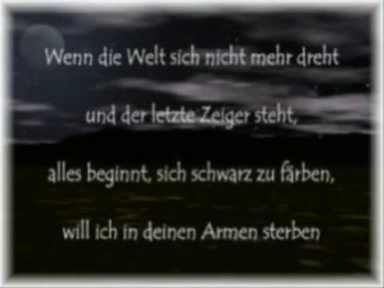 Wenn die Welt sich nicht mehr dreht
und der letzte Zeiger steht,
alles beginnt, sich schwarz zu färben,
will ich in deinen Armen sterben